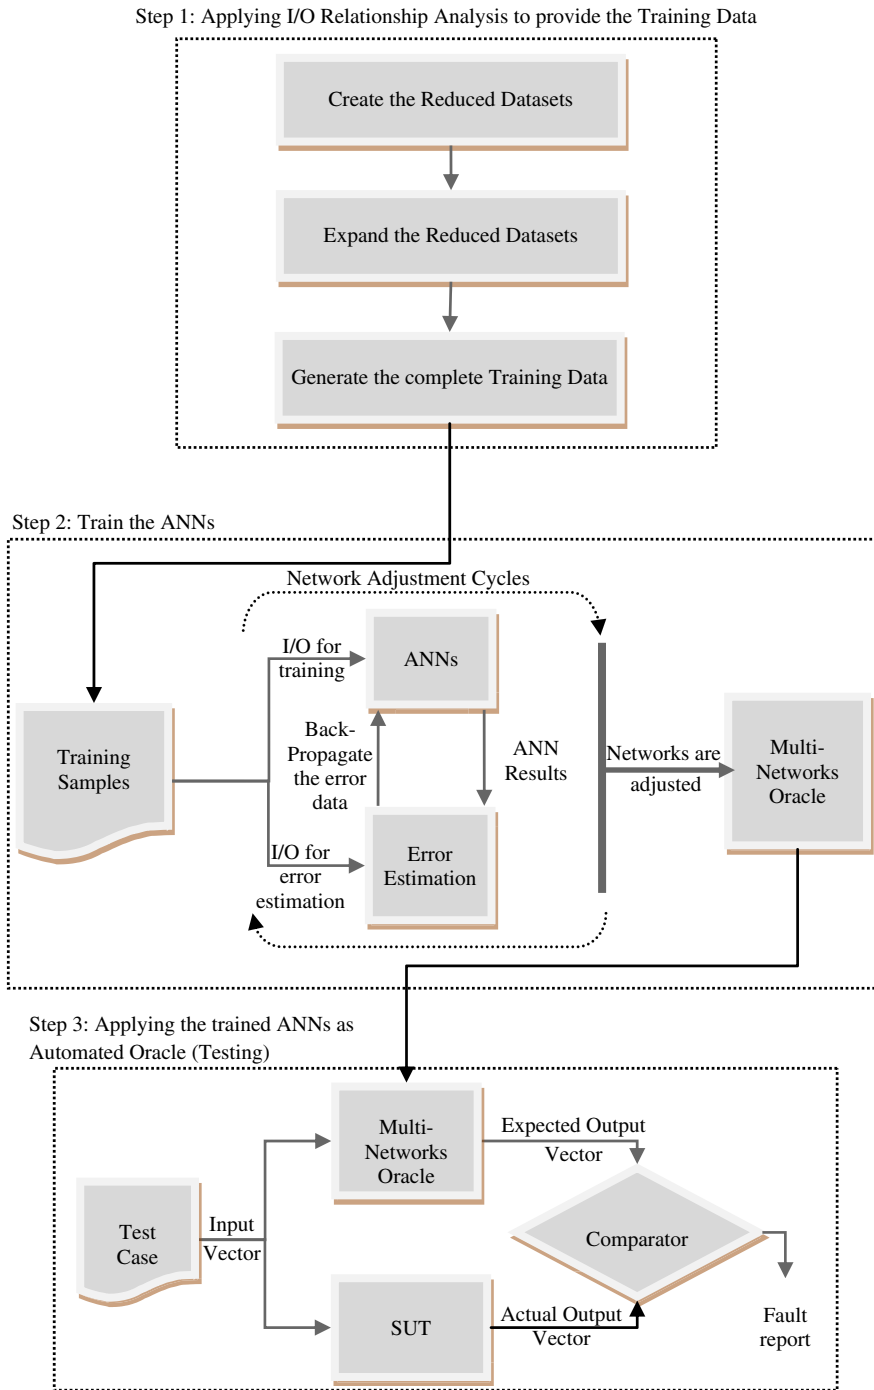 Step 1: Applying I/O Relationship Analysis to provide the Training Data
Create the Reduced Datasets
Expand the Reduced Datasets
Generate the complete Training Data
Step 2: Train the ANNs
Network Adjustment Cycles
I/O for
training
ANNs
Training
Samples
Back-
Propagate
the error
data
ANN
Results
Networks are
adjusted
Multi-
Networks
Oracle
I/O for
error
estimation
Error
Estimation
Step 3: Applying the trained ANNs as
Automated Oracle (Testing)
Multi-
Networks
Oracle
Expected Output
Vector
Test
Case
Input
Vector
Comparator
SUT
Actual Output
Vector
Fault
report